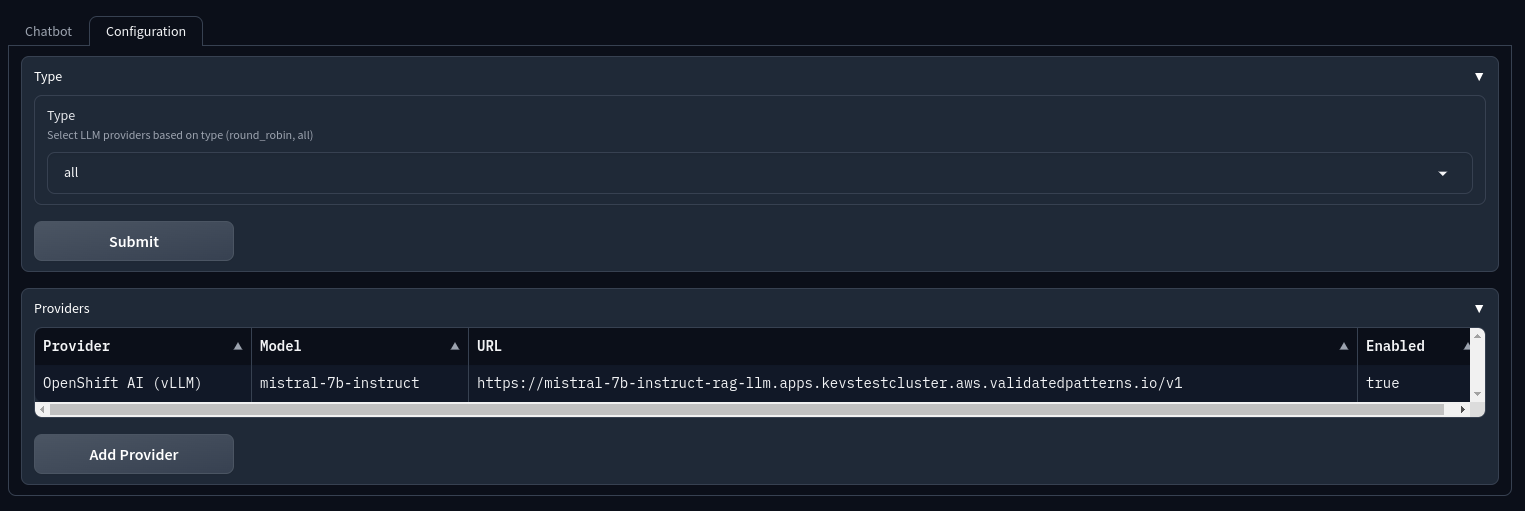 Chatbot Configuration
Type
Type
Select LLM providers based on type (round_robin, all)
all
Submit
Providers
Provider Model URL Enabled
OpenShift AI (vLLM) mistral-7b-instruct https://mistral-7b-instruct-rag-llm.apps.kevstestcluster.aws.validatedpatterns.io/v1 true
Add Provider